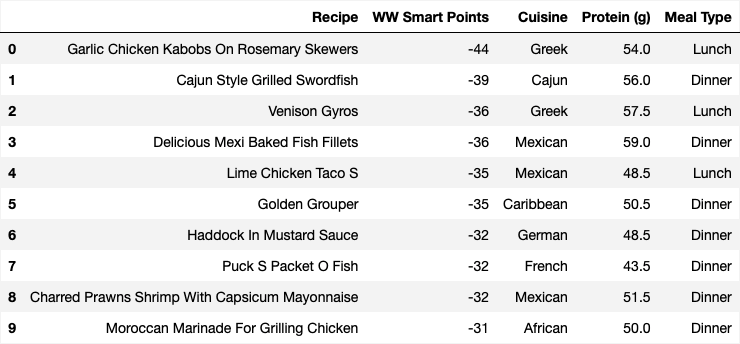 Recipe WW Smart Points Cuisine Protein (g) Meal Type
0 Garlic Chicken Kabobs On Rosemary Skewers -44 Greek 54.0 Lunch
1 Cajun Style Grilled Swordfish -39 Cajun 56.0 Dinner
2 Venison Gyros -36 Greek 57.5 Lunch
3 Delicious Mexi Baked Fish Fillets -36 Mexican 59.0 Dinner
4 Lime Chicken Taco S -35 Mexican 48.5 Lunch
5 Golden Grouper -35 Caribbean 50.5 Dinner
6 Haddock In Mustard Sauce -32 German 48.5 Dinner
7 Puck S Packet O Fish -32 French 43.5 Dinner
8 Charred Prawns Shrimp With Capsicum Mayonnaise -32 Mexican 51.5 Dinner
9 Moroccan Marinade For Grilling Chicken -31 African 50.0 Dinner